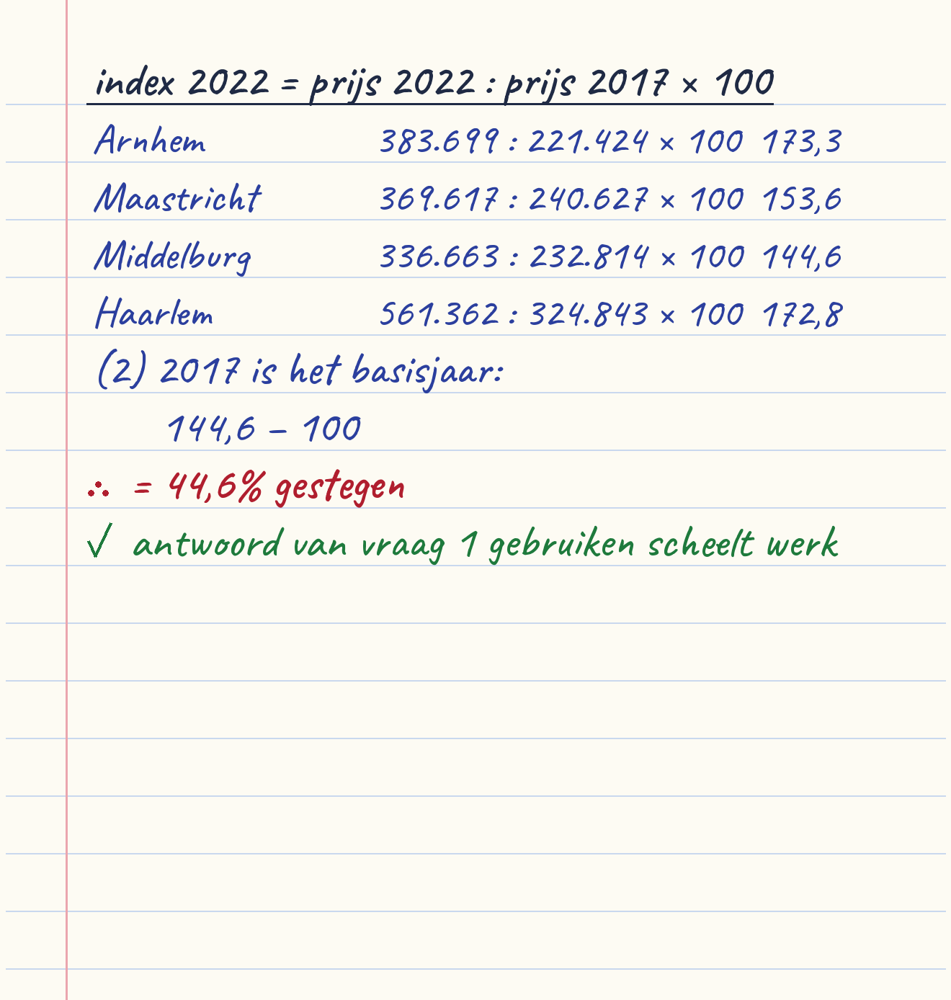 index 2022 = prijs 2022 : prijs 2017 × 100
Arnhem 383.699 : 221.424 × 100 173,3
Maastricht 369.617 : 240.627 × 100 153,6
Middelburg 336.663 : 232.814 × 100 144,6
Haarlem 561.362 : 324.843 × 100 172,8
(2) 2017 is het basisjaar:
144,6 – 100
∴ = 44,6% gestegen
✓ antwoord van vraag 1 gebruiken scheelt werk